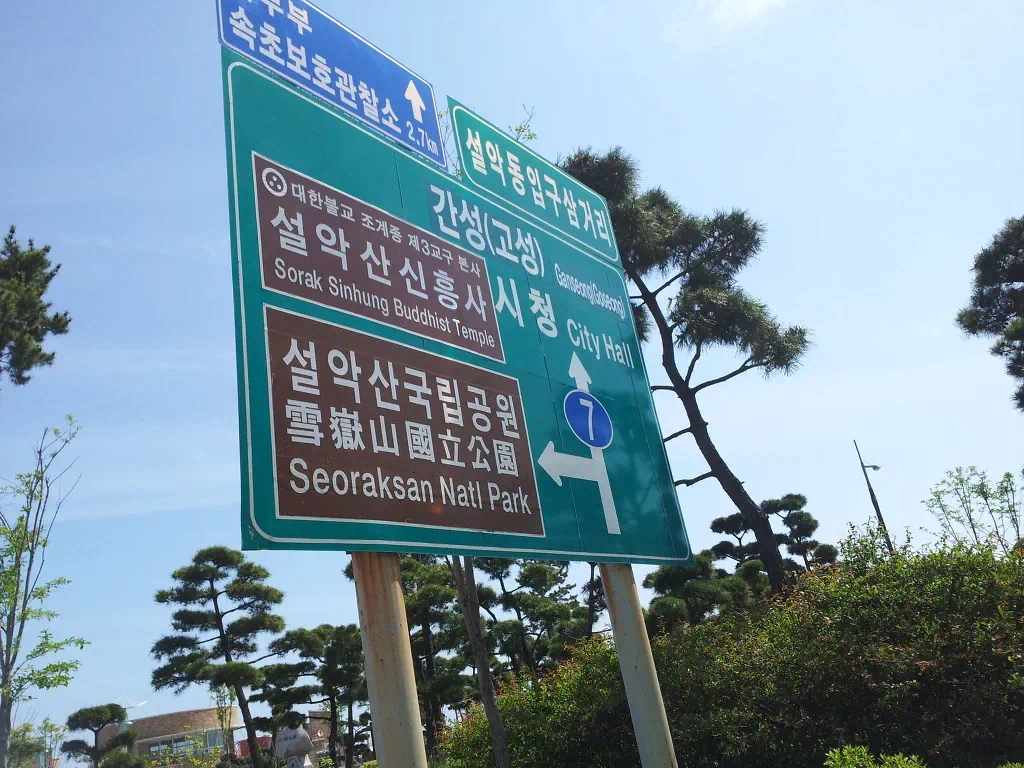 속초보호관찰소 2.7km
설악동입구삼거리
대한불교 조계종 제3교구 본사
설악산신흥사
Sorak Sinhung Buddhist Temple
간성(고성)
Ganseong(Goseong)
시청 City Hall
설악산국립공원
雪嶽山國立公園
Seoraksan Natl Park
7